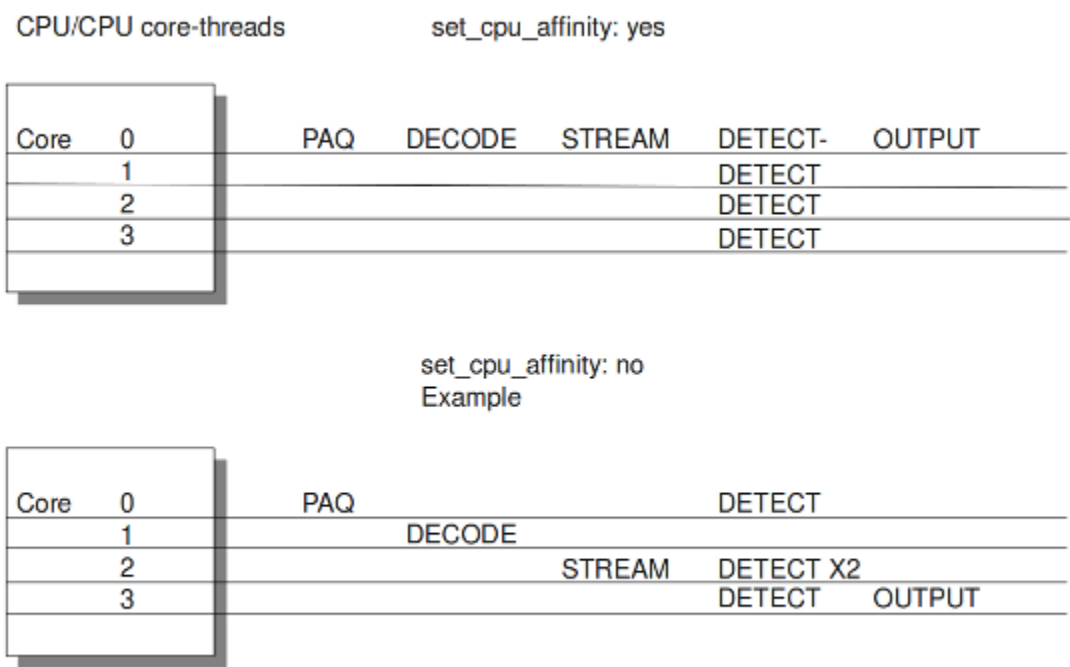 CPU/CPU core-threads set_cpu_affinity: yes
Core 0 PAQ DECODE STREAM DETECT- OUTPUT
1 DETECT
2 DETECT
3 DETECT
set_cpu_affinity: no
Example
Core 0 PAQ DETECT
1 DECODE
2 STREAM DETECT X2
3 DETECT OUTPUT